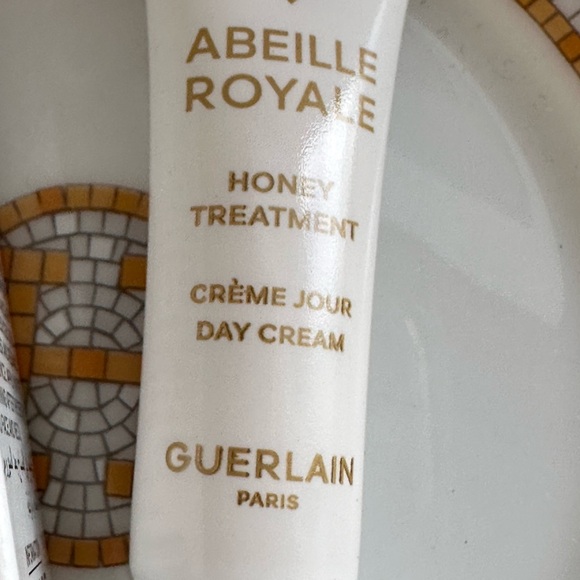 ABEILLE
ROYALE
HONEY
TREATMENT
CRÈME JOUR
DAY CREAM
GUERLAIN
PARIS